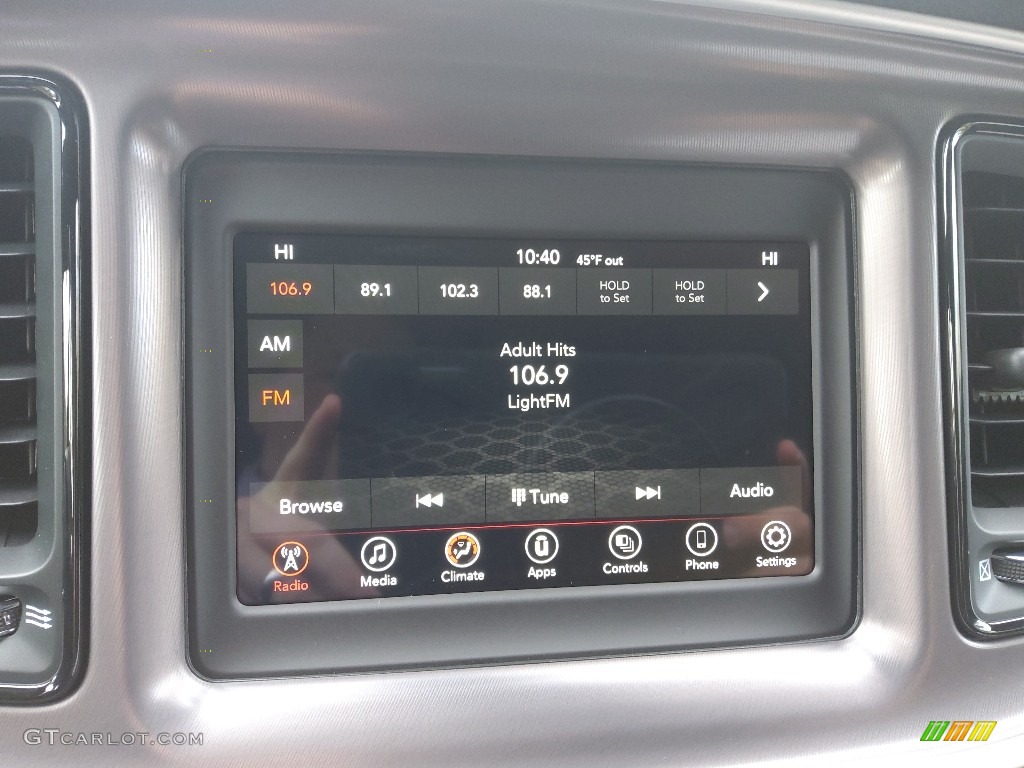 HI 10:40 45°F out HI
106.9 89.1 102.3 88.1 HOLD to Set HOLD to Set
AM
FM
Adult Hits
106.9
LightFM
Browse Tune Audio
Radio Media Climate Apps Controls Phone Settings
GTCARLOT.COM